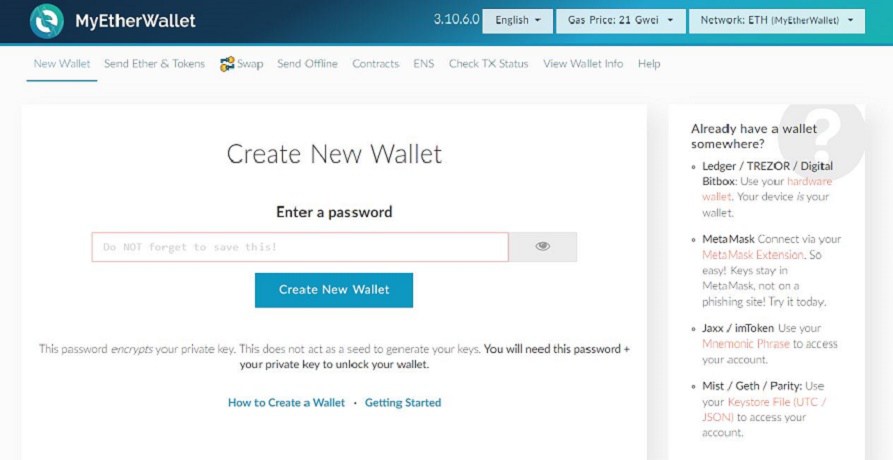 MyEtherWallet
3.10.6.0 English Gas Price: 21 Gwei Network: ETH (MyEtherWallet)
New Wallet Send Ether & Tokens Swap Send Offline Contracts ENS Check TX Status View Wallet Info Help
Create New Wallet
Enter a password
Do NOT forget to save this!
Create New Wallet
This password encrypts your private key. This does not act as a seed to generate your keys. You will need this password +
your private key to unlock your wallet.
How to Create a Wallet · Getting Started
?
Already have a wallet
somewhere?
Ledger / TREZOR / Digital
Bitbox: Use your hardware
wallet. Your device is your
wallet.
MetaMask Connect via your
MetaMask Extension. So
easy! Keys stay in
MetaMask, not on a
phishing site! Try it today.
Jaxx / imToken Use your
Mnemonic Phrase to access
your account.
Mist / Geth / Parity: Use
your Keystore File (UTC /
JSON) to access your
account.